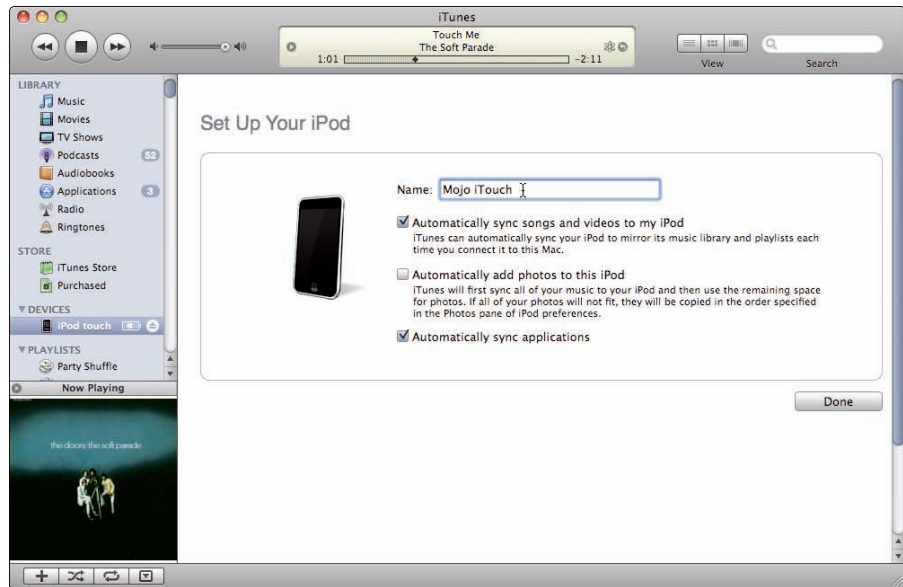 iTunes
Touch Me
The Soft Parade
1:01
-2:11
View
Search
LIBRARY
Music
Movies
TV Shows
Podcasts 52
Audiobooks
Applications 3
Radio
Ringtones
STORE
iTunes Store
Purchased
DEVICES
iPod touch
PLAYLISTS
Party Shuffle
Now Playing
the doors/the soft parade
Set Up Your iPod
Name: Mojo iTouch
Automatically sync songs and videos to my iPod
iTunes can automatically sync your iPod to mirror its music library and playlists each
time you connect it to this Mac.
Automatically add photos to this iPod
iTunes will first sync all of your music to your iPod and then use the remaining space
for photos. If all of your photos will not fit, they will be copied in the order specified
in the Photos pane of iPod preferences.
Automatically sync applications
Done